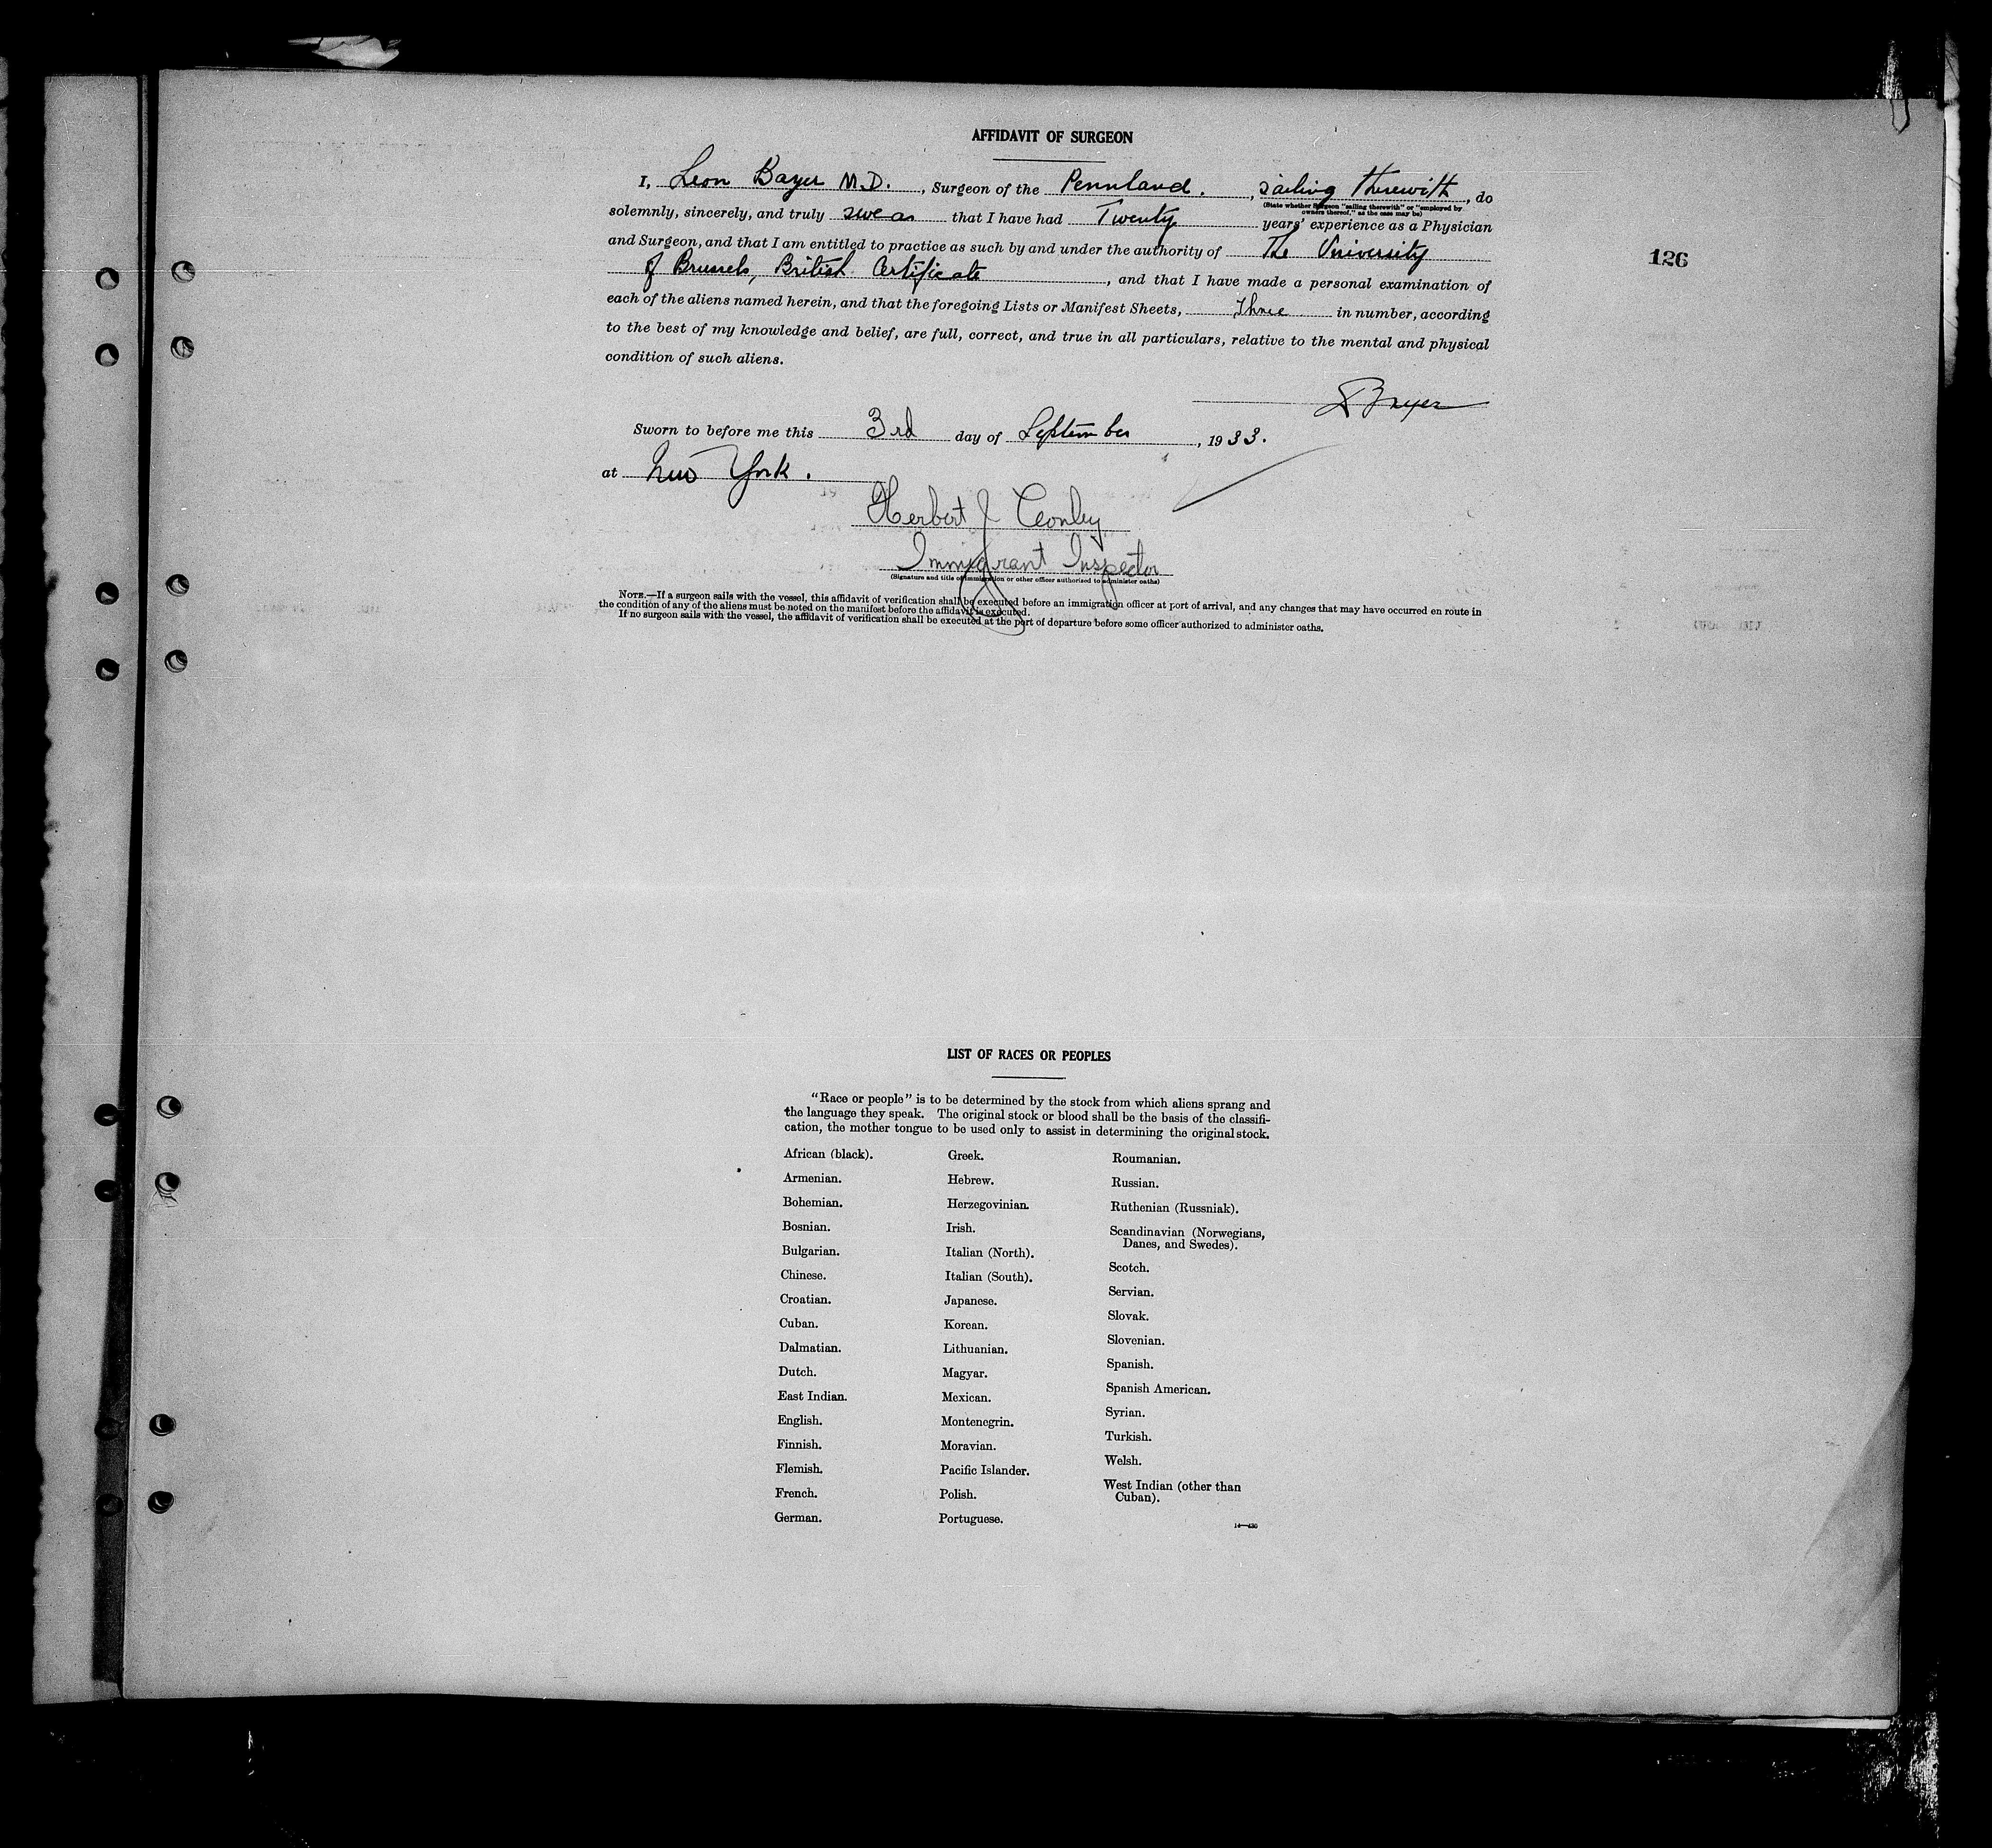 AFFIDAVIT OF SURGEON
I, Leon Bayer M.D. , Surgeon of the Pennland. , sailing therewith , do
(State whether Surgeon "sailing therewith" or "employed by
owners thereof," as the case may be)
solemnly, sincerely, and truly swear that I have had Twenty years' experience as a Physician
and Surgeon, and that I am entitled to practice as such by and under the authority of The University
of Brussels, British Certificate , and that I have made a personal examination of
each of the aliens named herein, and that the foregoing Lists or Manifest Sheets, Three in number, according
to the best of my knowledge and belief, are full, correct, and true in all particulars, relative to the mental and physical
condition of such aliens.
L Bayer
Sworn to before me this 3rd day of September , 1933.
at New York .
Herbert J Conley
Immigrant Inspector
(Signature and title of immigration or other officer authorized to administer oaths)
NOTE.—If a surgeon sails with the vessel, this affidavit of verification shall be executed before an immigration officer at port of arrival, and any changes that may have occurred en route in
the condition of any of the aliens must be noted on the manifest before the affidavit is executed.
If no surgeon sails with the vessel, the affidavit of verification shall be executed at the port of departure before some officer authorized to administer oaths.
126
LIST OF RACES OR PEOPLES
"Race or people" is to be determined by the stock from which aliens sprang and
the language they speak. The original stock or blood shall be the basis of the classifi-
cation, the mother tongue to be used only to assist in determining the original stock.
African (black).
Armenian.
Bohemian.
Bosnian.
Bulgarian.
Chinese.
Croatian.
Cuban.
Dalmatian.
Dutch.
East Indian.
English.
Finnish.
Flemish.
French.
German.
Greek.
Hebrew.
Herzegovinian.
Irish.
Italian (North).
Italian (South).
Japanese.
Korean.
Lithuanian.
Magyar.
Mexican.
Montenegrin.
Moravian.
Pacific Islander.
Polish.
Portuguese.
Roumanian.
Russian.
Ruthenian (Russniak).
Scandinavian (Norwegians,
Danes, and Swedes).
Scotch.
Servian.
Slovak.
Slovenian.
Spanish.
Spanish American.
Syrian.
Turkish.
Welsh.
West Indian (other than
Cuban).